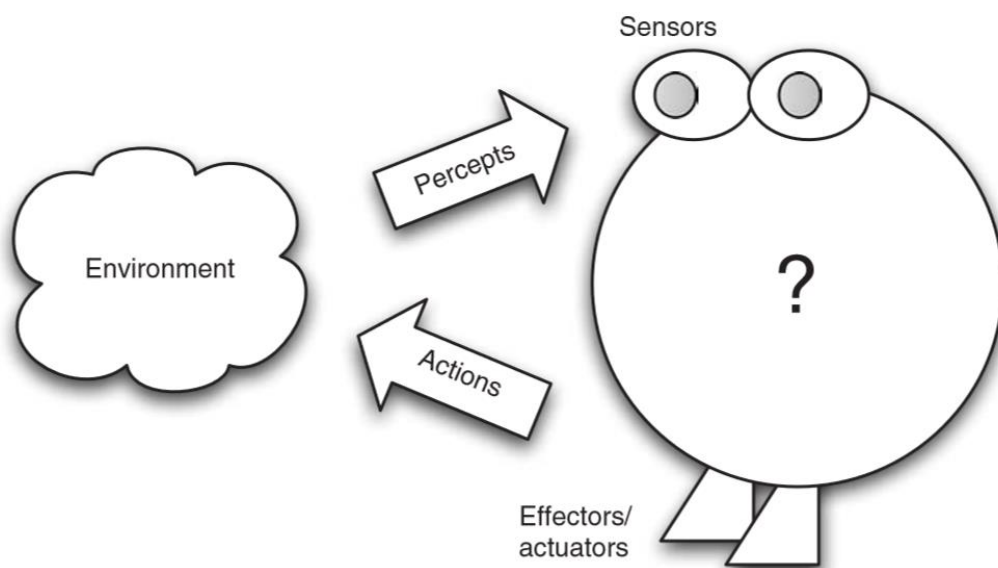 Sensors
Percepts
Environment
?
Actions
Effectors/
actuators